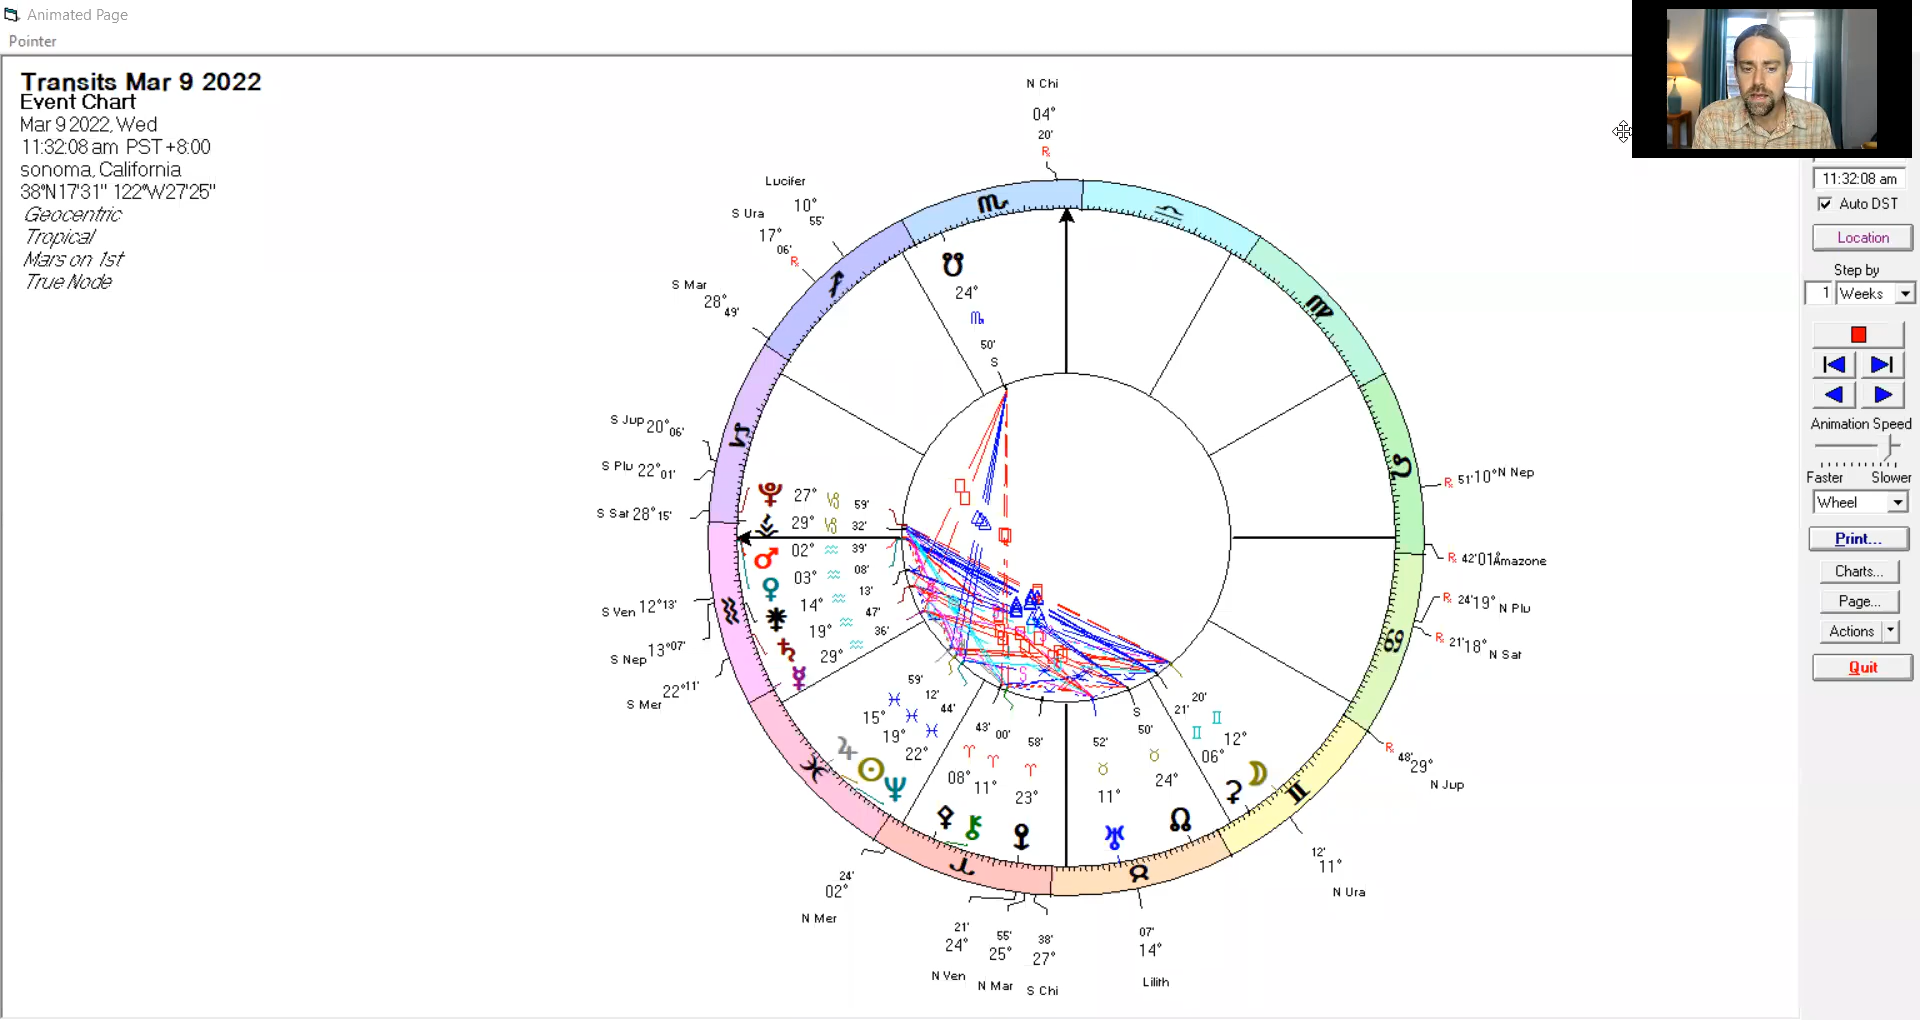 Animated Page
Pointer
Transits Mar 9 2022
Event Chart
Mar 9 2022, Wed
11:32:08 am PST +8:00
sonoma, California
38°N17'31" 122°W27'25"
Geocentric
Tropical
Mars on 1st
True Node
N Chi
04°
20'
℞
Lucifer
10°
55'
S Ura
17°
06'
℞
S Mar
28°
49'
S Jup 20° 06'
S Plu 22° 01'
S Sat 28° 15'
S Ven 12° 13'
S Nep 13° 07'
S Mer 22° 11'
24'
02°
N Mer
21'
24°
N Ven
55'
25°
N Mar
38'
27°
S Chi
07'
14°
Lilith
12'
11°
N Ura
℞ 48' 29°
N Jup
℞ 21' 18° N Sat
℞ 24' 19° N Plu
℞ 42' 01° Amazone
℞ 51' 10° N Nep
24°
♏
50'
S
27° ♑ 59'
29° ♑ 32'
02° ♒ 39'
03° ♒ 08'
14° ♒ 13'
19° ♒ 47'
29° ♒ 36'
15° ♓ 59'
19° ♓ 12'
22° ♓ 44'
08° ♈ 43'
11° ♈ 00'
23° ♈ 58'
11° ♉ 52'
24° ♉ 50' S
06° ♊ 21'
12° ♊ 20'
11:32:08 am
Auto DST
Location
Step by
1 Weeks
Animation Speed
Faster Slower
Wheel
Print...
Charts...
Page...
Actions
Quit